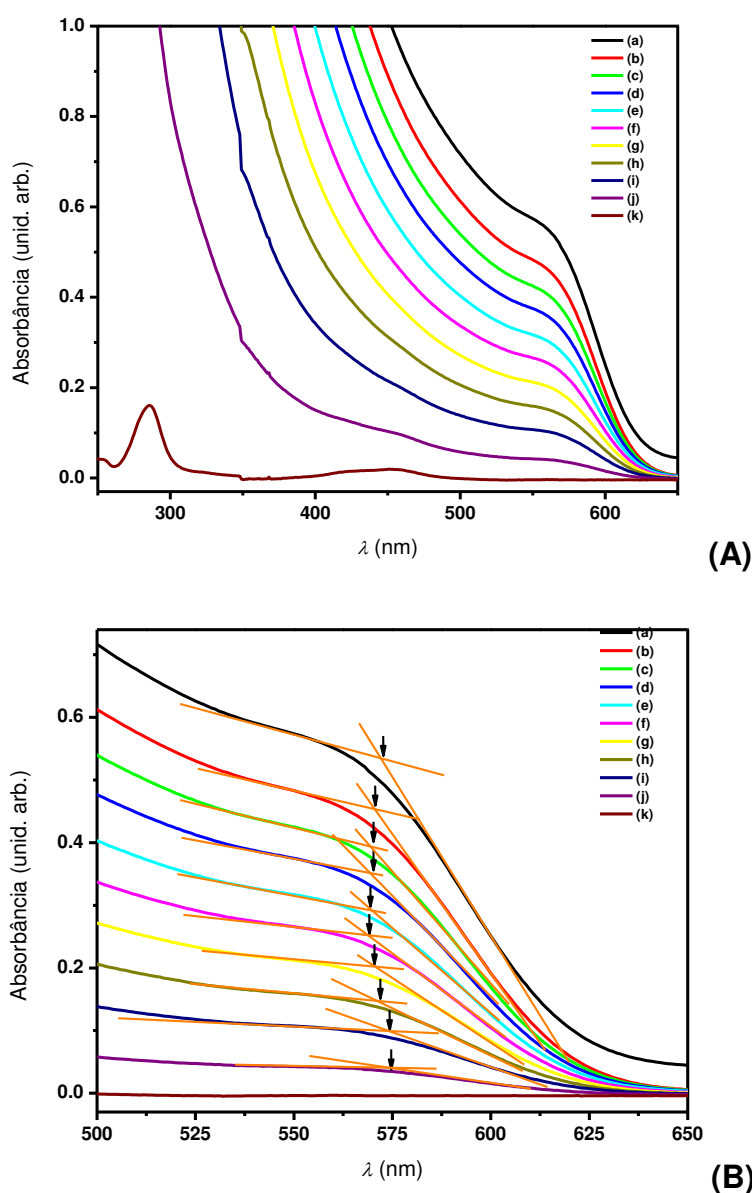 1.0
0.8
0.6
0.4
0.2
0.0
Absorbância (unid. arb.)
300 400 500 600
λ (nm)
(a)
(b)
(c)
(d)
(e)
(f)
(g)
(h)
(i)
(j)
(k)
(A)
0.6
0.4
0.2
0.0
Absorbância (unid. arb.)
500 525 550 575 600 625 650
λ (nm)
(a)
(b)
(c)
(d)
(e)
(f)
(g)
(h)
(i)
(j)
(k)
(B)